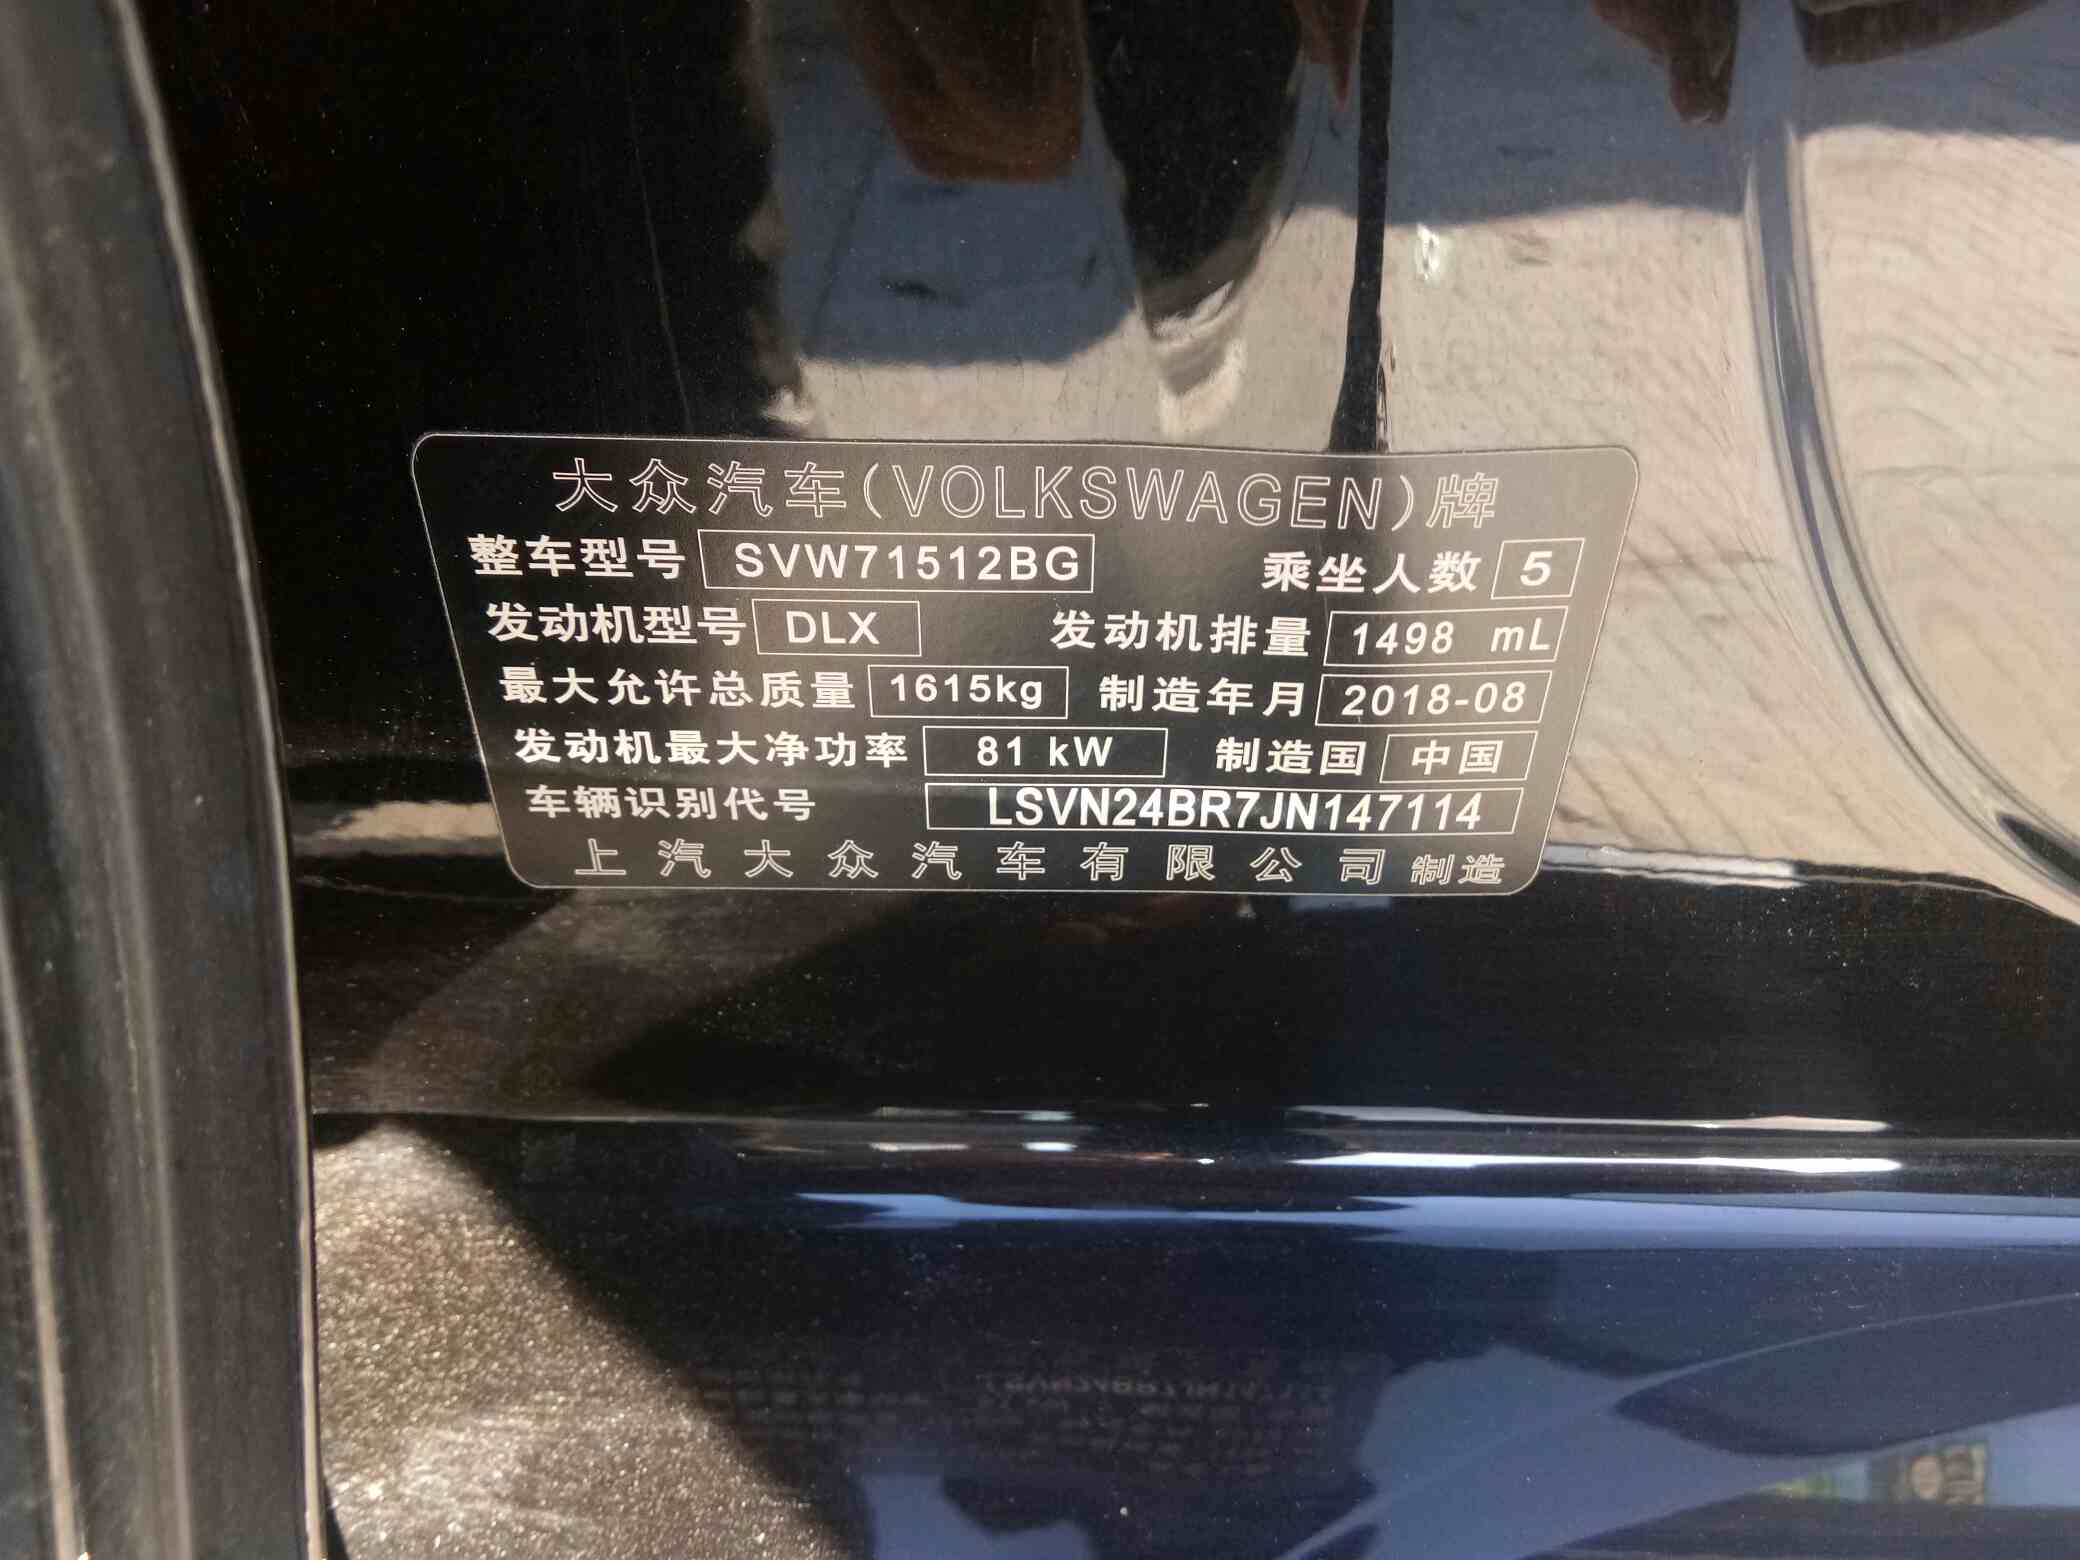 大众汽车(VOLKSWAGEN)牌
整车型号 SVW71512BG 乘坐人数 5
发动机型号 DLX 发动机排量 1498 mL
最大允许总质量 1615kg 制造年月 2018-08
发动机最大净功率 81 kW 制造国 中国
车辆识别代号 LSVN24BR7JN147114
上汽大众汽车有限公司 制造